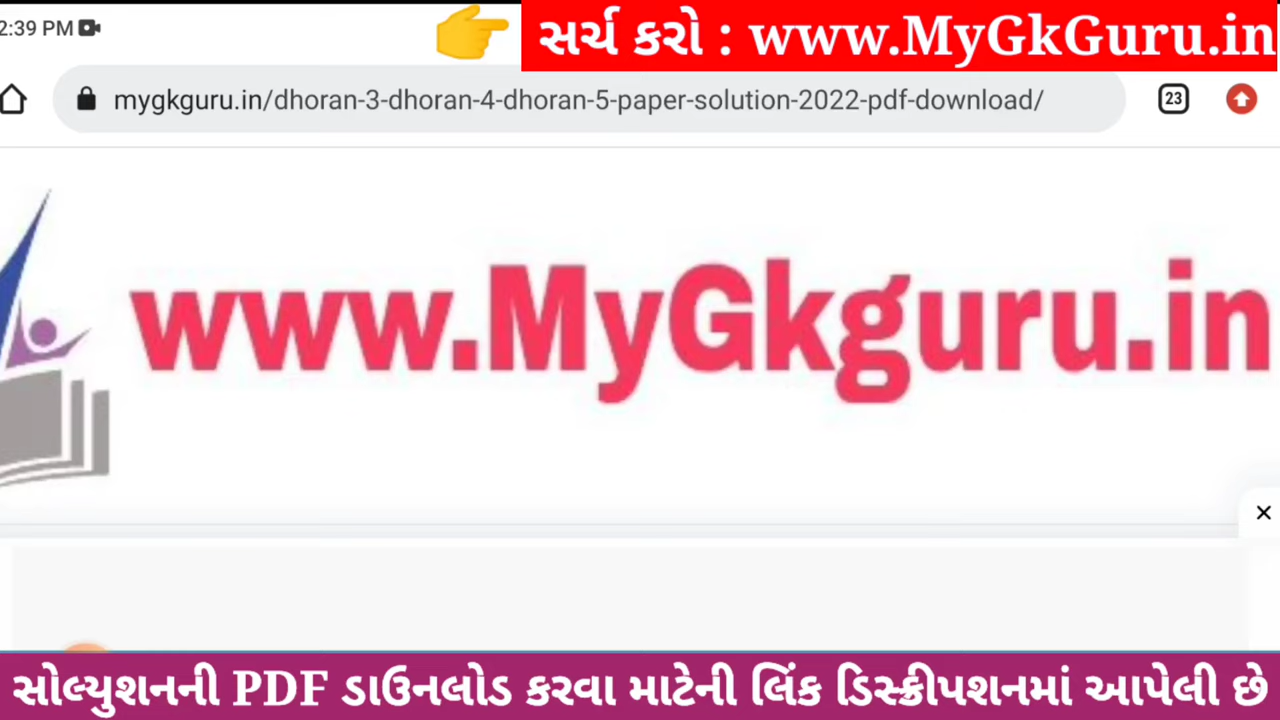 2:39 PM
👉 સર્ચ કરો : www.MyGkGuru.in
mygkguru.in/dhoran-3-dhoran-4-dhoran-5-paper-solution-2022-pdf-download/
23
www.MyGkguru.in
સોલ્યુશનની PDF ડાઉનલોડ કરવા માટેની લિંક ડિસ્ક્રીપશનમાં આપેલી છે